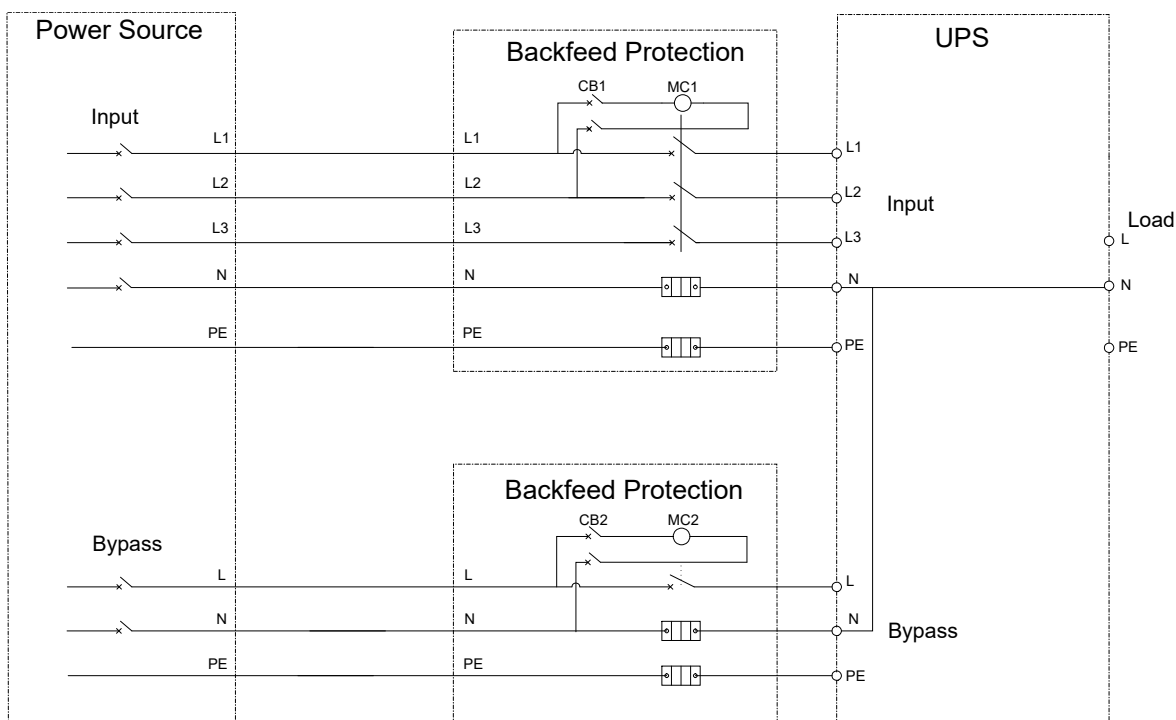 Power Source
Backfeed Protection
UPS
CB1 MC1
Input
L1 L1 L1
L2 L2 L2
Input
L3 L3 L3
Load
L
N N N N
PE PE PE PE
Backfeed Protection
CB2 MC2
Bypass
L L L
N N N
Bypass
PE PE PE